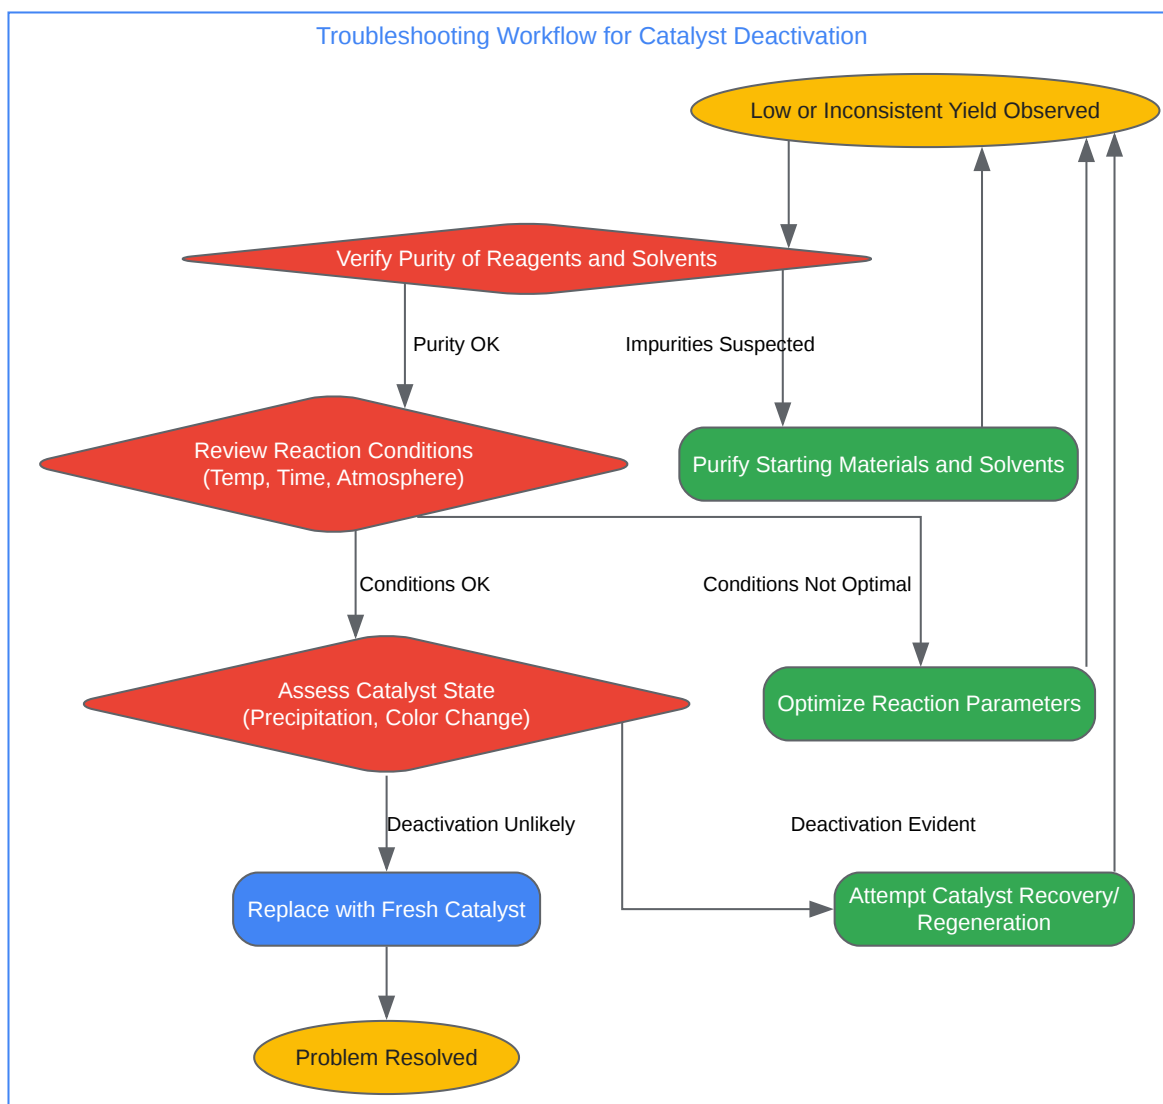 Troubleshooting Workflow for Catalyst Deactivation
Low or Inconsistent Yield Observed
Verify Purity of Reagents and Solvents
Purity OK
Impurities Suspected
Review Reaction Conditions
(Temp, Time, Atmosphere)
Purify Starting Materials and Solvents
Conditions OK
Conditions Not Optimal
Assess Catalyst State
(Precipitation, Color Change)
Optimize Reaction Parameters
Deactivation Unlikely
Deactivation Evident
Replace with Fresh Catalyst
Attempt Catalyst Recovery/
Regeneration
Problem Resolved